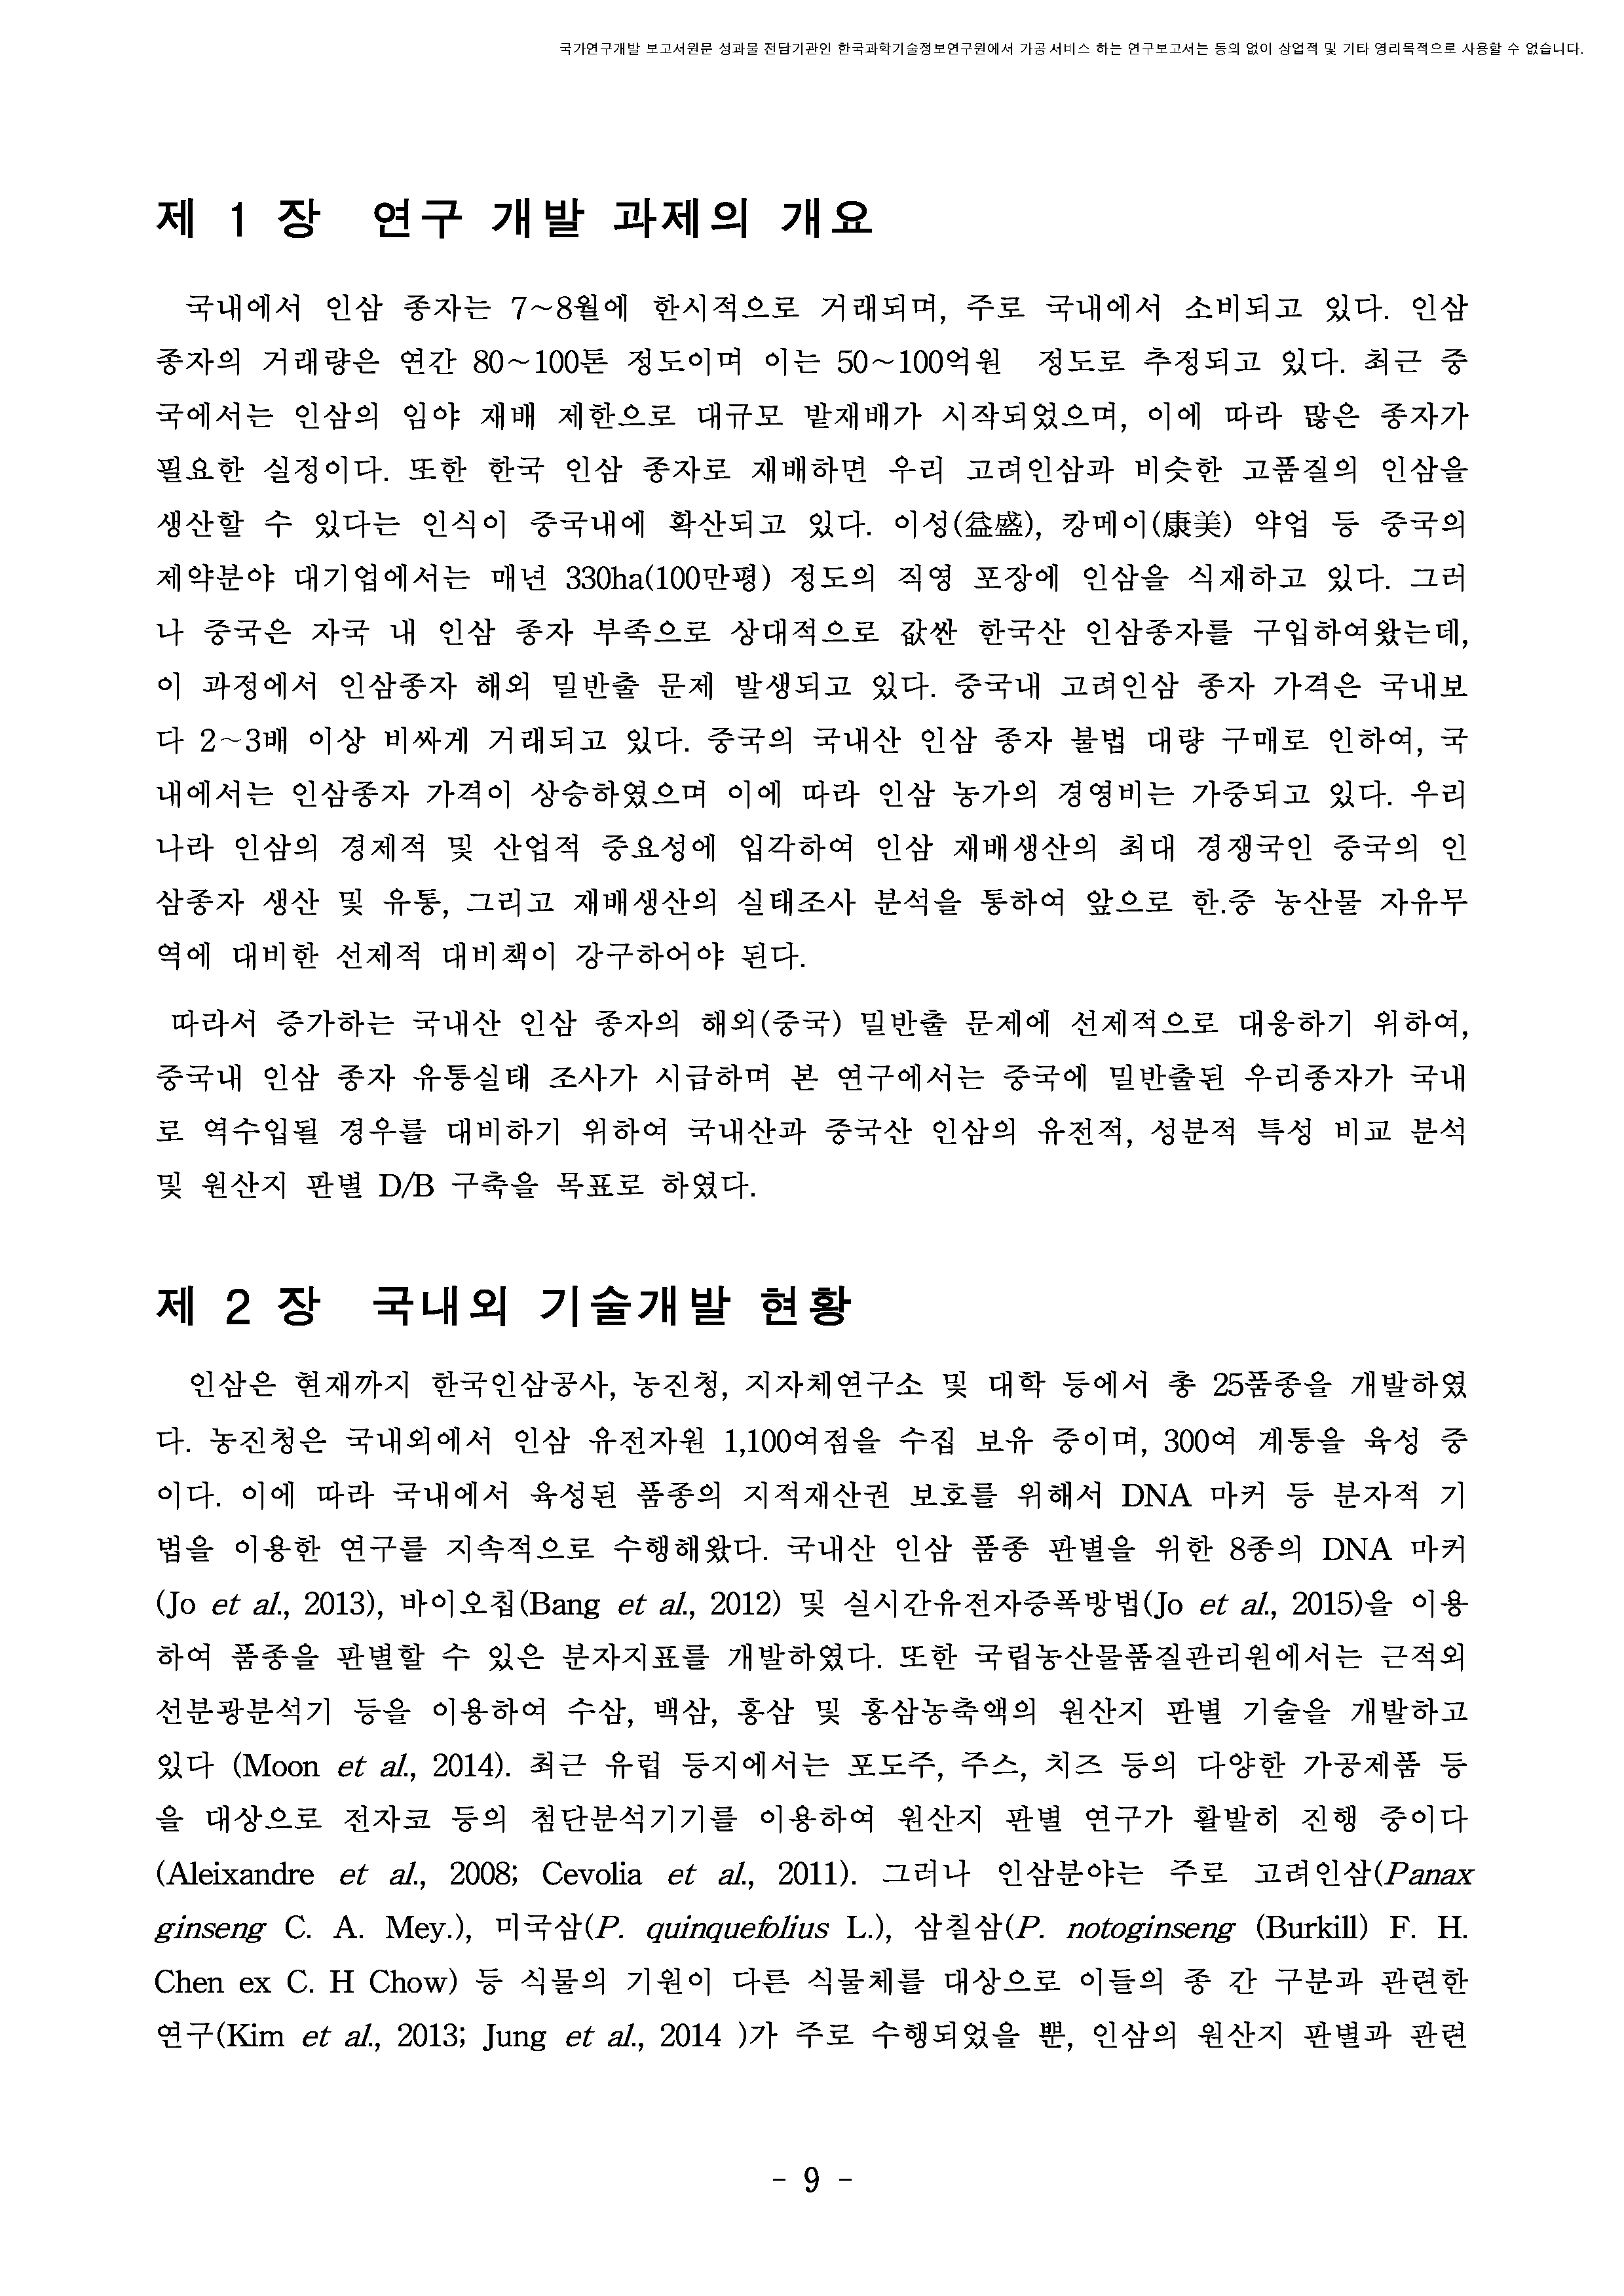 국가연구개발 보고서원문 성과물 전담기관인 한국과학기술정보연구원에서 가공·서비스 하는 연구보고서는 동의 없이 상업적 및 기타 영리목적으로 사용할 수 없습니다.
제 1 장 연구 개발 과제의 개요
국내에서 인삼 종자는 7~8월에 한시적으로 거래되며, 주로 국내에서 소비되고 있다. 인삼
종자의 거래량은 연간 80~100톤 정도이며 이는 50~100억원 정도로 추정되고 있다. 최근 중
국에서는 인삼의 임야 재배 제한으로 대규모 밭재배가 시작되었으며, 이에 따라 많은 종자가
필요한 실정이다. 또한 한국 인삼 종자로 재배하면 우리 고려인삼과 비슷한 고품질의 인삼을
생산할 수 있다는 인식이 중국내에 확산되고 있다. 이성(益盛), 캉메이(康美) 약업 등 중국의
제약분야 대기업에서는 매년 330ha(100만평) 정도의 직영 포장에 인삼을 식재하고 있다. 그러
나 중국은 자국 내 인삼 종자 부족으로 상대적으로 값싼 한국산 인삼종자를 구입하여왔는데,
이 과정에서 인삼종자 해외 밀반출 문제 발생되고 있다. 중국내 고려인삼 종자 가격은 국내보
다 2~3배 이상 비싸게 거래되고 있다. 중국의 국내산 인삼 종자 불법 대량 구매로 인하여, 국
내에서는 인삼종자 가격이 상승하였으며 이에 따라 인삼 농가의 경영비는 가중되고 있다. 우리
나라 인삼의 경제적 및 산업적 중요성에 입각하여 인삼 재배생산의 최대 경쟁국인 중국의 인
삼종자 생산 및 유통, 그리고 재배생산의 실태조사 분석을 통하여 앞으로 한.중 농산물 자유무
역에 대비한 선제적 대비책이 강구하어야 된다.
따라서 증가하는 국내산 인삼 종자의 해외(중국) 밀반출 문제에 선제적으로 대응하기 위하여,
중국내 인삼 종자 유통실태 조사가 시급하며 본 연구에서는 중국에 밀반출된 우리종자가 국내
로 역수입될 경우를 대비하기 위하여 국내산과 중국산 인삼의 유전적, 성분적 특성 비교 분석
및 원산지 판별 D/B 구축을 목표로 하였다.
제 2 장 국내외 기술개발 현황
인삼은 현재까지 한국인삼공사, 농진청, 지자체연구소 및 대학 등에서 총 25품종을 개발하였
다. 농진청은 국내외에서 인삼 유전자원 1,100여점을 수집 보유 중이며, 300여 계통을 육성 중
이다. 이에 따라 국내에서 육성된 품종의 지적재산권 보호를 위해서 DNA 마커 등 분자적 기
법을 이용한 연구를 지속적으로 수행해왔다. 국내산 인삼 품종 판별을 위한 8종의 DNA 마커
(Jo et al., 2013), 바이오칩(Bang et al., 2012) 및 실시간유전자증폭방법(Jo et al., 2015)을 이용
하여 품종을 판별할 수 있은 분자지표를 개발하였다. 또한 국립농산물품질관리원에서는 근적외
선분광분석기 등을 이용하여 수삼, 백삼, 홍삼 및 홍삼농축액의 원산지 판별 기술을 개발하고
있다 (Moon et al., 2014). 최근 유럽 등지에서는 포도주, 주스, 치즈 등의 다양한 가공제품 등
을 대상으로 전자코 등의 첨단분석기기를 이용하여 원산지 판별 연구가 활발히 진행 중이다
(Aleixandre et al., 2008; Cevolia et al., 2011). 그러나 인삼분야는 주로 고려인삼(Panax
ginseng C. A. Mey.), 미국삼(P. quinquefolius L.), 삼칠삼(P. notoginseng (Burkill) F. H.
Chen ex C. H Chow) 등 식물의 기원이 다른 식물체를 대상으로 이들의 종 간 구분과 관련한
연구(Kim et al., 2013; Jung et al., 2014 )가 주로 수행되었을 뿐, 인삼의 원산지 판별과 관련
- 9 -